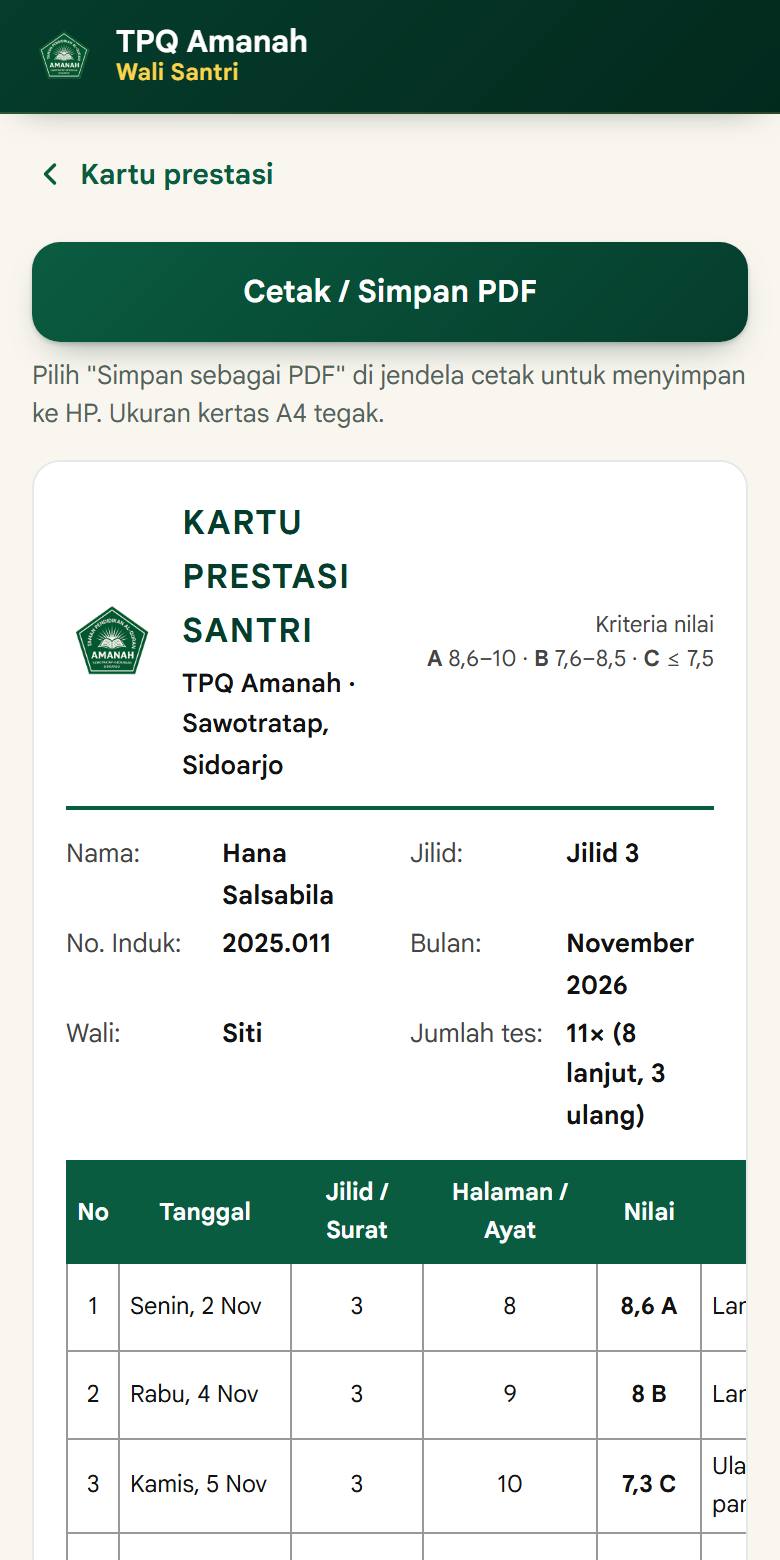 TPQ Amanah
Wali Santri
Kartu prestasi
Cetak / Simpan PDF
Pilih "Simpan sebagai PDF" di jendela cetak untuk menyimpan
ke HP. Ukuran kertas A4 tegak.
AMANAH
KARTU
PRESTASI
SANTRI
TPQ Amanah ·
Sawotratap,
Sidoarjo
Kriteria nilai
A 8,6–10 · B 7,6–8,5 · C ≤ 7,5
Nama: Hana Salsabila Jilid: Jilid 3
No. Induk: 2025.011 Bulan: November 2026
Wali: Siti Jumlah tes: 11× (8 lanjut, 3 ulang)
No Tanggal Jilid / Surat Halaman / Ayat Nilai
1 Senin, 2 Nov 3 8 8,6 A
2 Rabu, 4 Nov 3 9 8 B
3 Kamis, 5 Nov 3 10 7,3 C